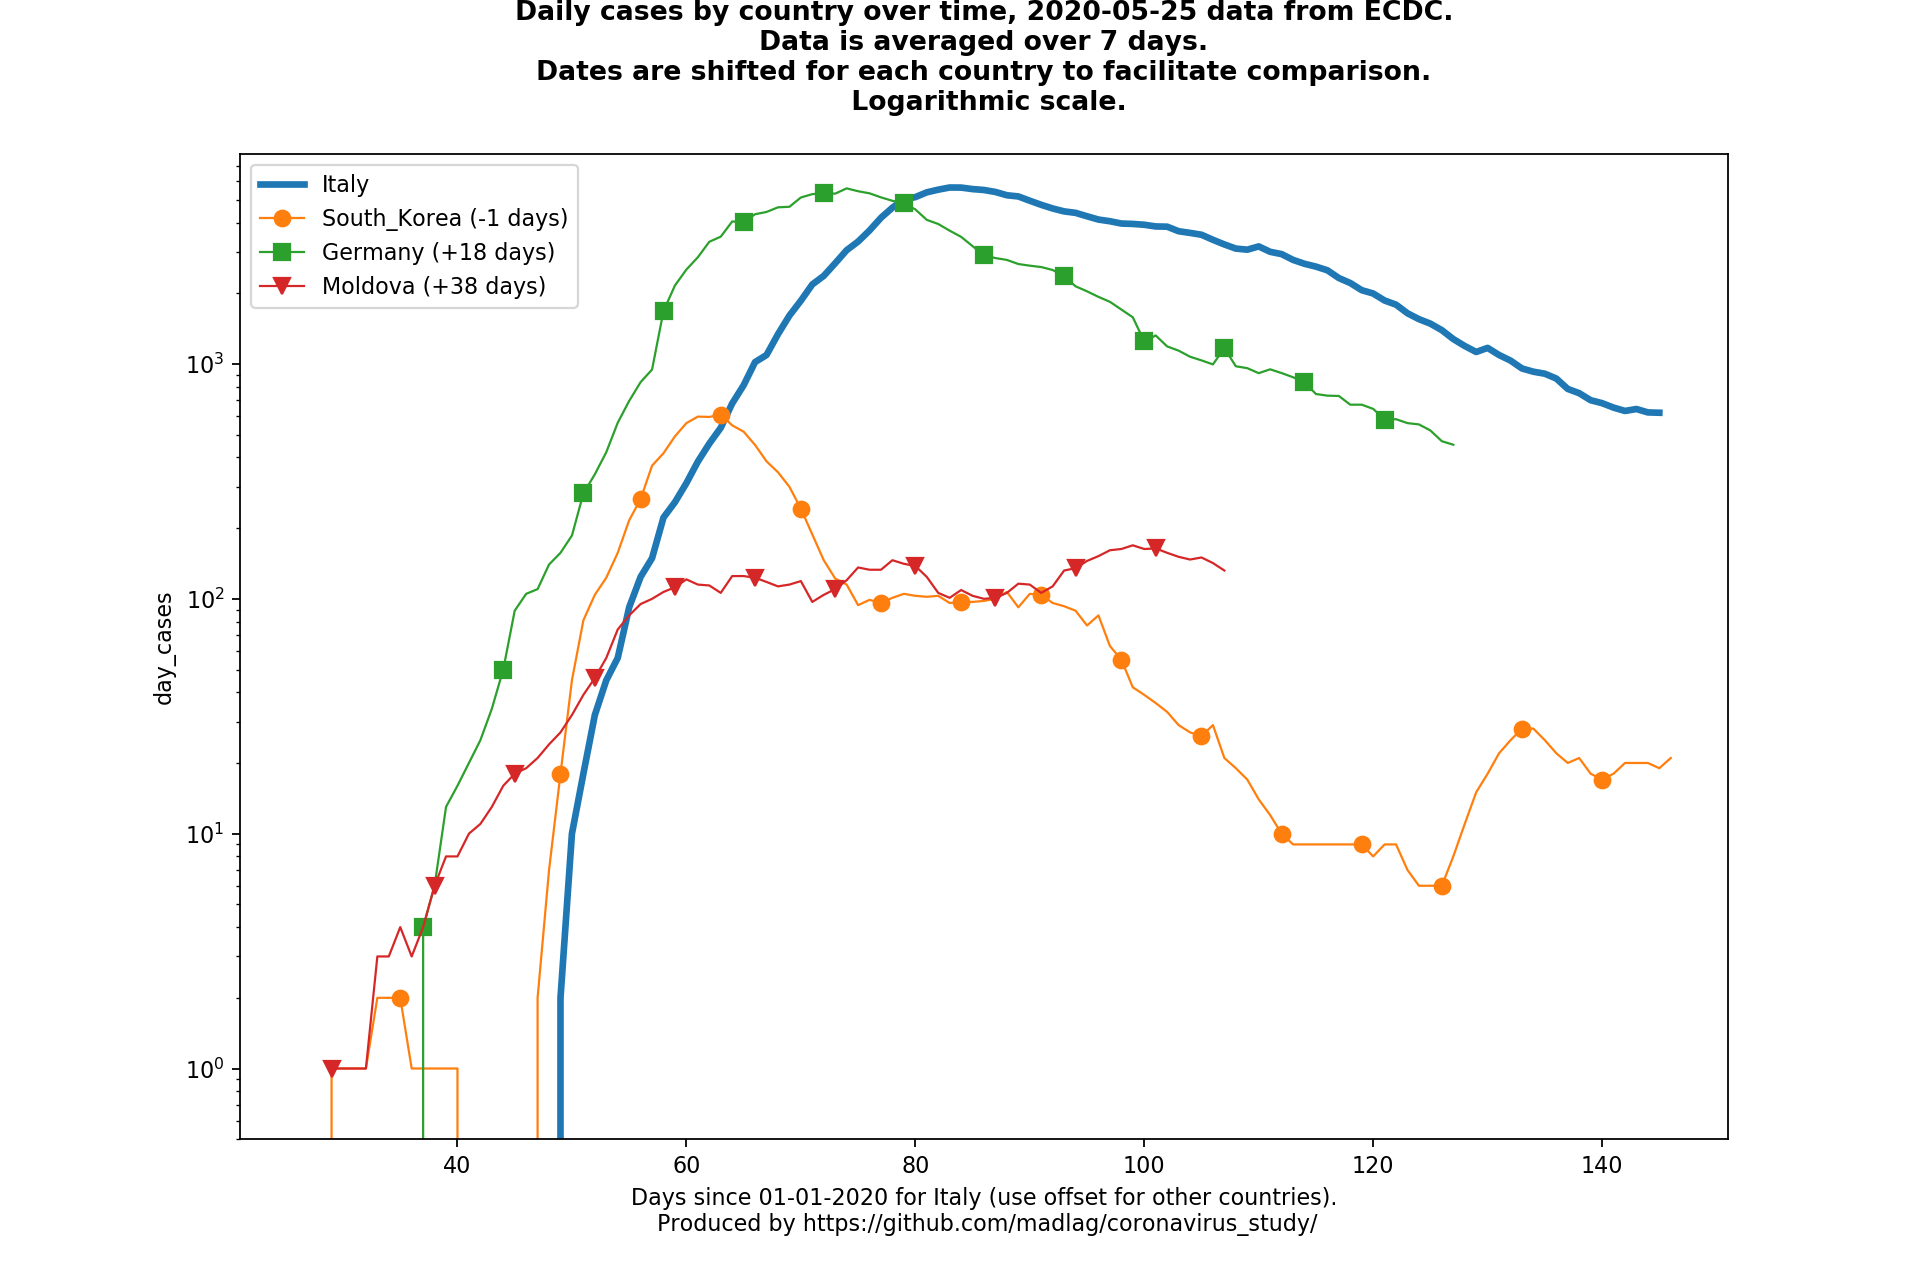 Daily cases by country over time, 2020-05-25 data from ECDC.
Data is averaged over 7 days.
Dates are shifted for each country to facilitate comparison.
Logarithmic scale.
Italy
South_Korea (-1 days)
Germany (+18 days)
Moldova (+38 days)
10³
10²
10¹
10⁰
day_cases
40 60 80 100 120 140
Days since 01-01-2020 for Italy (use offset for other countries).
Produced by https://github.com/madlag/coronavirus_study/